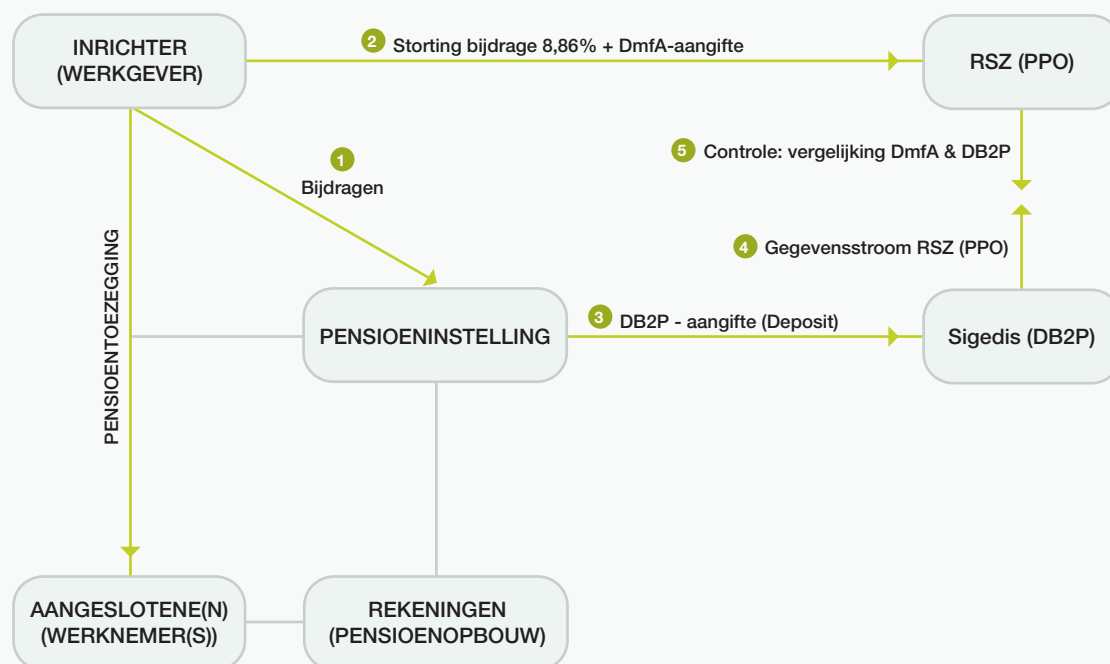 INRICHTER
(WERKGEVER)
2 Storting bijdrage 8,86% + DmfA-aangifte
RSZ (PPO)
5 Controle: vergelijking DmfA & DB2P
1
Bijdragen
4 Gegevensstroom RSZ (PPO)
PENSIOENTOEZEGGING
PENSIOENINSTELLING
3 DB2P - aangifte (Deposit)
Sigedis (DB2P)
AANGESLOTENE(N)
(WERKNEMER(S))
REKENINGEN
(PENSIOENOPBOUW)